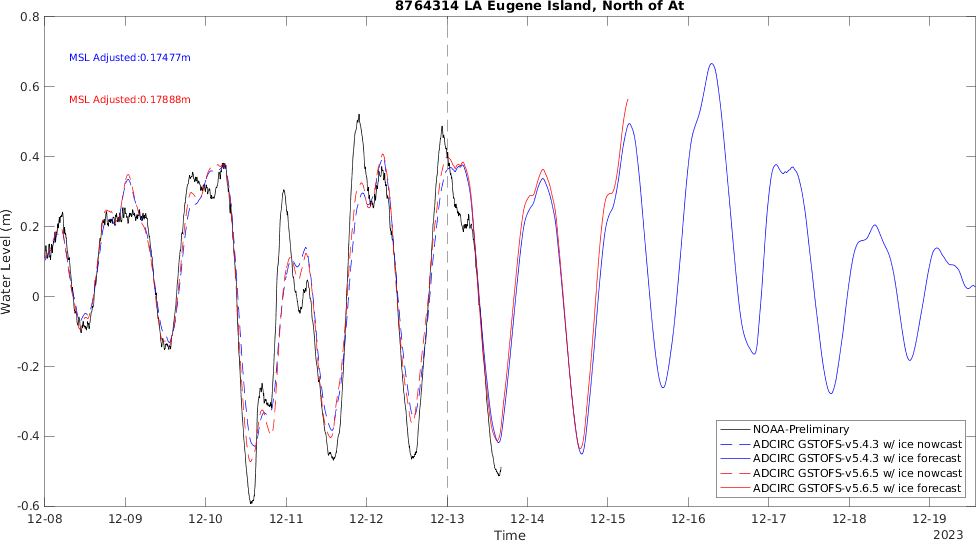 8764314 LA Eugene Island, North of At
MSL Adjusted:0.17477m
MSL Adjusted:0.17888m
Water Level (m)
0.8
0.6
0.4
0.2
0
-0.2
-0.4
-0.6
12-08
12-09
12-10
12-11
12-12
12-13
12-14
12-15
12-16
12-17
12-18
12-19
2023
Time
NOAA-Preliminary
ADCIRC GSTOFS-v5.4.3 w/ ice nowcast
ADCIRC GSTOFS-v5.4.3 w/ ice forecast
ADCIRC GSTOFS-v5.6.5 w/ ice nowcast
ADCIRC GSTOFS-v5.6.5 w/ ice forecast